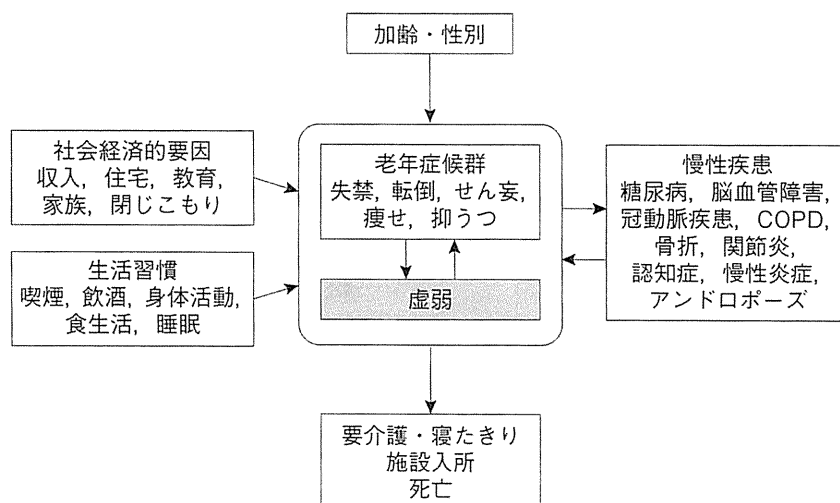 加齢・性別
社会経済的要因
収入，住宅，教育，
家族，閉じこもり
生活習慣
喫煙，飲酒，身体活動，
食生活，睡眠
老年症候群
失禁，転倒，せん妄，
痩せ，抑うつ
虚弱
慢性疾患
糖尿病，脳血管障害，
冠動脈疾患，COPD，
骨折，関節炎，
認知症，慢性炎症，
アンドロポーズ
要介護・寝たきり
施設入所
死亡